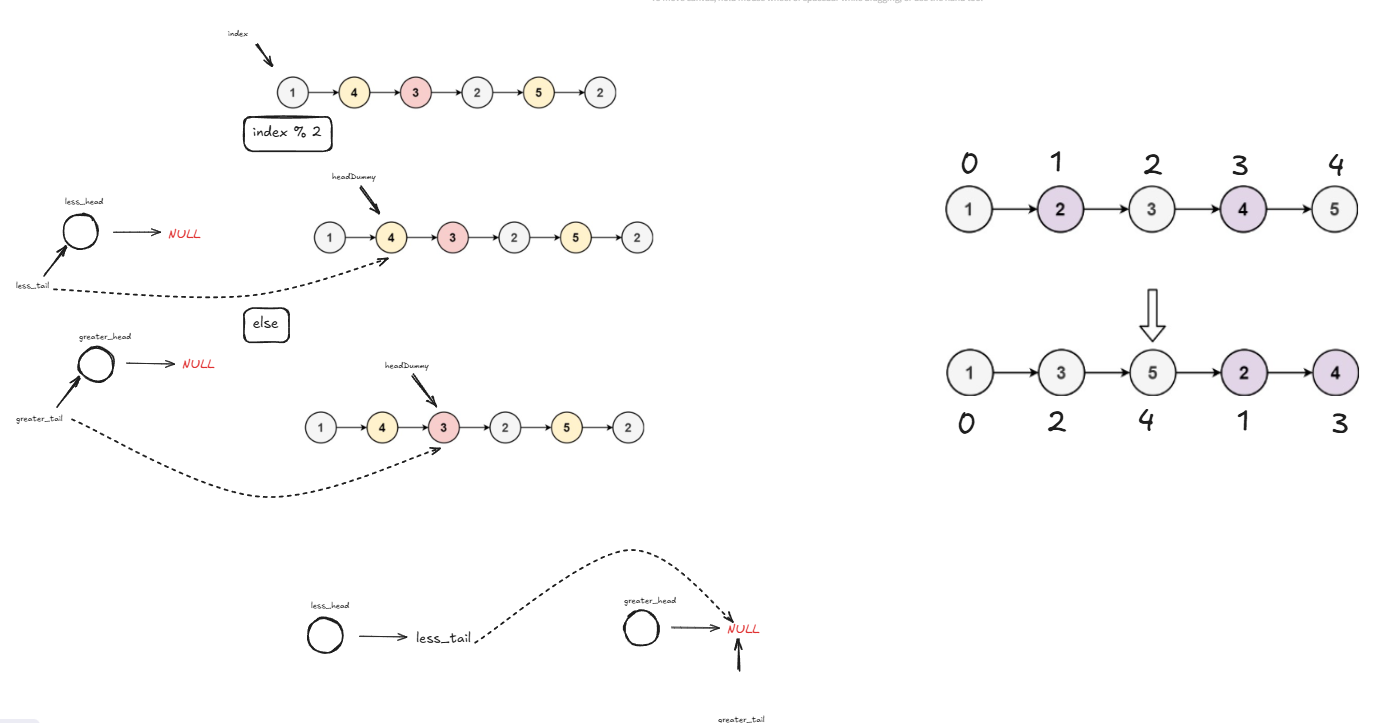 index
1 4 3 2 5 2
index % 2
headDummy
less_head
NULL
1 4 3 2 5 2
less_tail
else
greater_head
NULL
headDummy
greater_tail
1 4 3 2 5 2
less_head
less_tail
greater_head
NULL
greater_tail
0 1 2 3 4
1 2 3 4 5
1 3 5 2 4
0 2 4 1 3